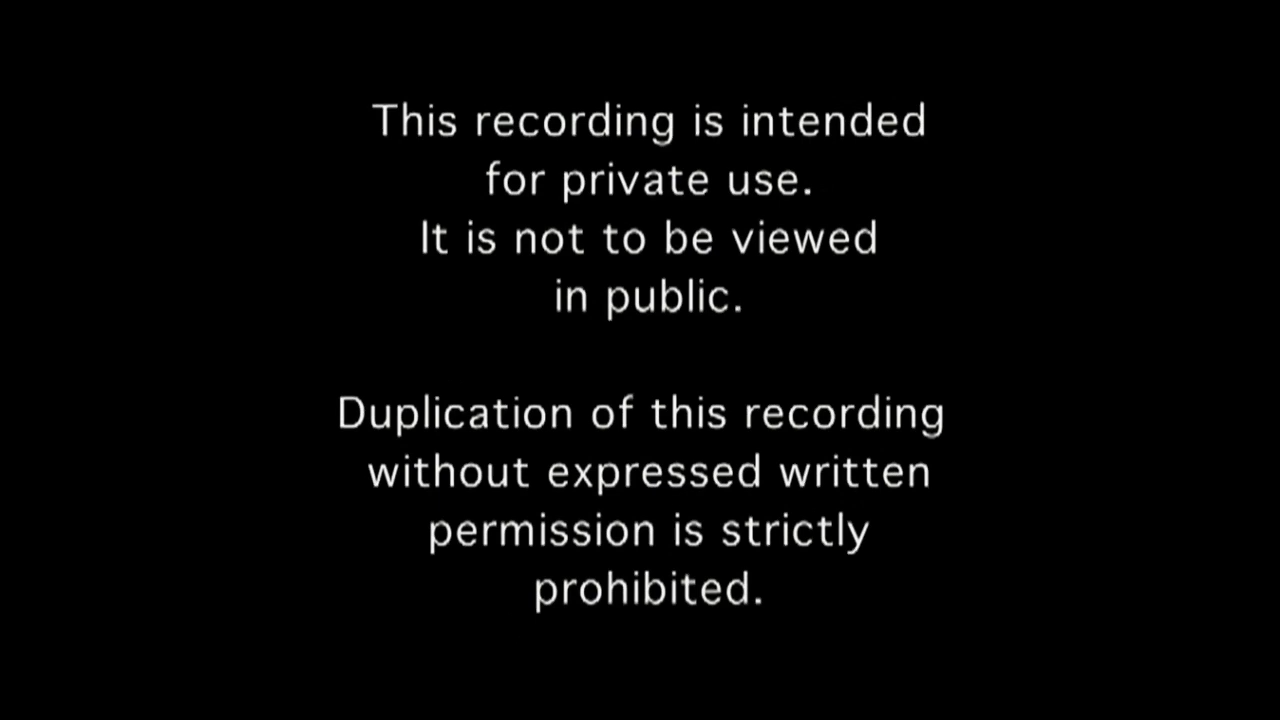 This recording is intended
for private use.
It is not to be viewed
in public.
Duplication of this recording
without expressed written
permission is strictly
prohibited.